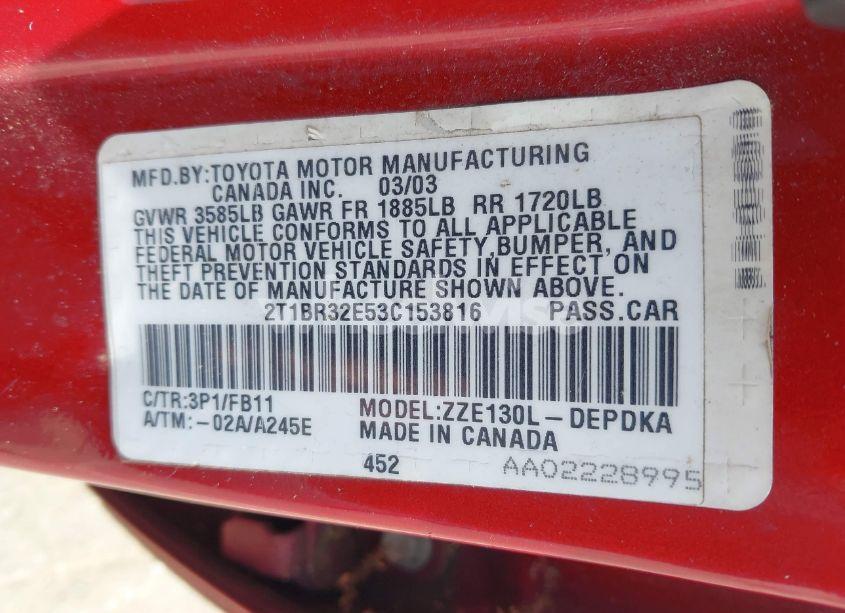 MFD.BY:TOYOTA MOTOR MANUFACTURING
CANADA INC. 03/03
GVWR 3585LB GAWR FR 1885LB RR 1720LB
THIS VEHICLE CONFORMS TO ALL APPLICABLE
FEDERAL MOTOR VEHICLE SAFETY,BUMPER, AND
THEFT PREVENTION STANDARDS IN EFFECT ON
THE DATE OF MANUFACTURE SHOWN ABOVE.
2T1BR32E53C153816 PASS.CAR
C/TR:3P1/FB11 MODEL:ZZE130L-DEPDKA
A/TM:-02A/A245E MADE IN CANADA
452 AA02228995